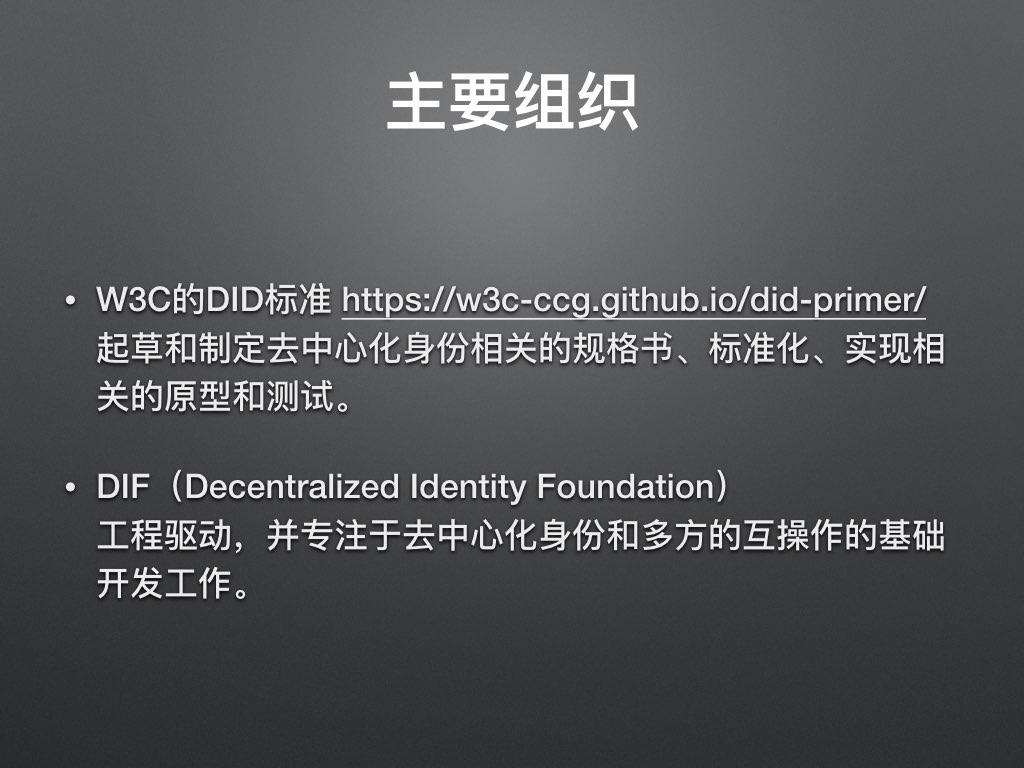 主要组织
• W3C的DID标准 https://w3c-ccg.github.io/did-primer/
起草和制定去中心化身份相关的规格书、标准化、实现相
关的原型和测试。
• DIF（Decentralized Identity Foundation）
工程驱动，并专注于去中心化身份和多方的互操作的基础
开发工作。